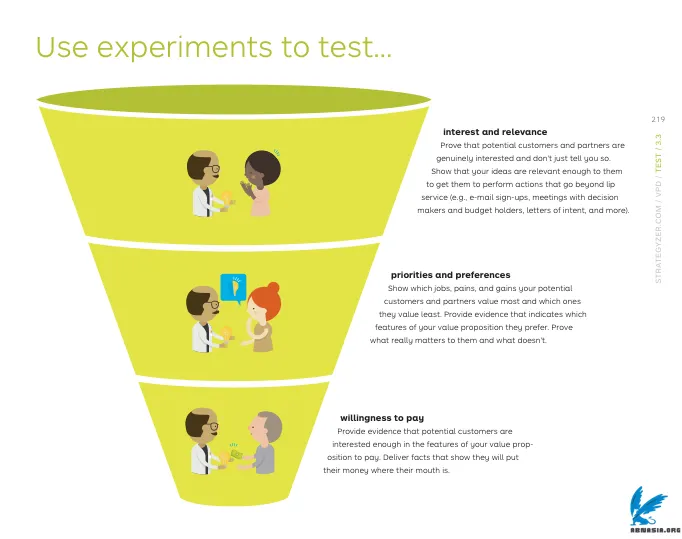 Use experiments to test...
219
STRATEGYZER.COM / VPD / TEST / 3.3
interest and relevance
Prove that potential customers and partners are
genuinely interested and don't just tell you so.
Show that your ideas are relevant enough to them
to get them to perform actions that go beyond lip
service (e.g., e-mail sign-ups, meetings with decision
makers and budget holders, letters of intent, and more).
priorities and preferences
Show which jobs, pains, and gains your potential
customers and partners value most and which ones
they value least. Provide evidence that indicates which
features of your value proposition they prefer. Prove
what really matters to them and what doesn't.
willingness to pay
Provide evidence that potential customers are
interested enough in the features of your value prop-
osition to pay. Deliver facts that show they will put
their money where their mouth is.
ABNASIA.ORG